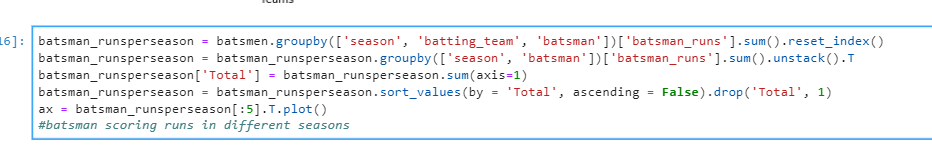 Teams
16]:
batsman_runsperseason = batsmen.groupby(['season', 'batting_team', 'batsman'])['batsman_runs'].sum().reset_index()
batsman_runsperseason = batsman_runsperseason.groupby(['season', 'batsman'])['batsman_runs'].sum().unstack().T
batsman_runsperseason['Total'] = batsman_runsperseason.sum(axis=1)
batsman_runsperseason = batsman_runsperseason.sort_values(by = 'Total', ascending = False).drop('Total', 1)
ax = batsman_runsperseason[:5].T.plot()
#batsman scoring runs in different seasons